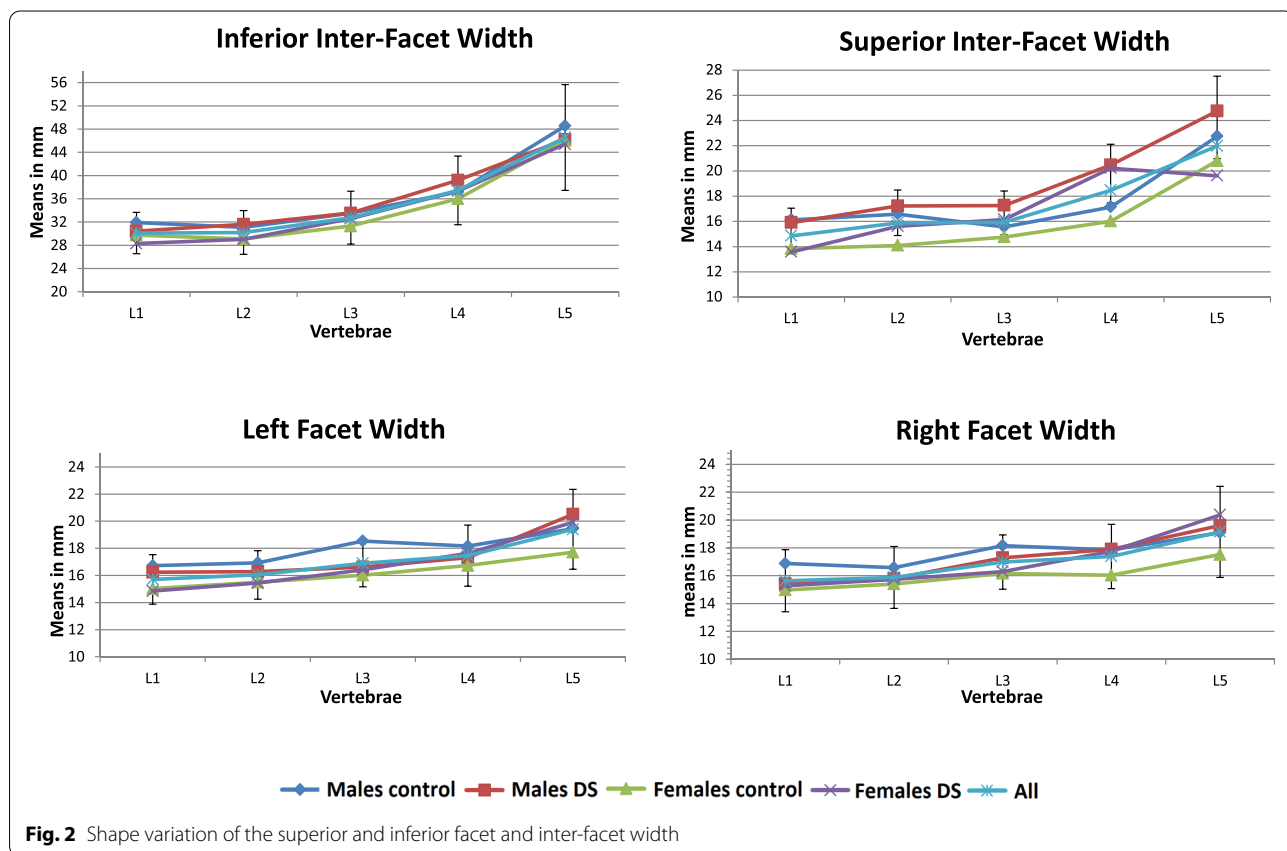 Inferior Inter-Facet Width
Means in mm
56
52
48
44
40
36
32
28
24
20
L1 L2 L3 L4 L5
Vertebrae
Superior Inter-Facet Width
Means in mm
28
26
24
22
20
18
16
14
12
10
L1 L2 L3 L4 L5
Vertebrae
Left Facet Width
Means in mm
24
22
20
18
16
14
12
10
L1 L2 L3 L4 L5
Vertebrae
Right Facet Width
means in mm
24
22
20
18
16
14
12
10
L1 L2 L3 L4 L5
Vertebrae
Males control Males DS Females control Females DS All
Fig. 2 Shape variation of the superior and inferior facet and inter-facet width